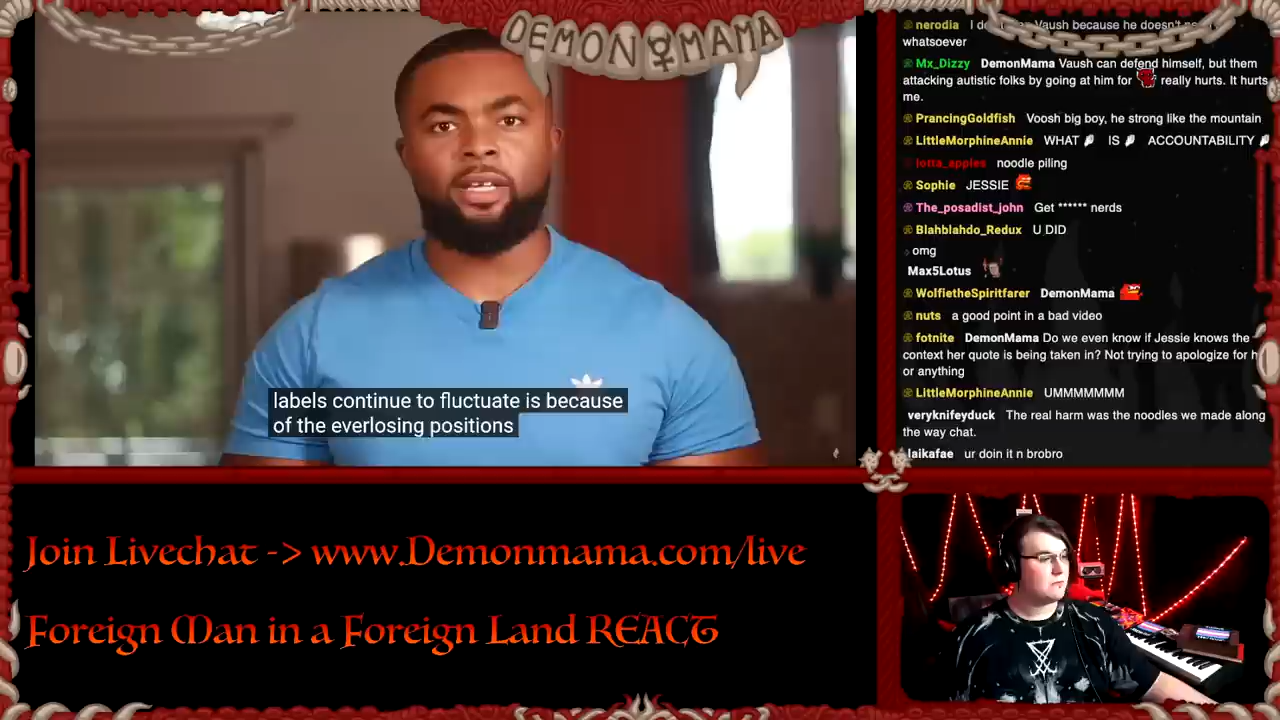 DEMON MAMA
labels continue to fluctuate is because
of the everlosing positions
nerodia Vaush because he doesn't
whatsoever
Mx_Dizzy DemonMama Vaush can defend himself, but them
attacking autistic folks by going at him for really hurts. It hurts
me.
PrancingGoldfish Voosh big boy, he strong like the mountain
LittleMorphineAnnie WHAT IS ACCOUNTABILITY
lotta_apples noodle piling
Sophie JESSIE
The_posadist_john Get ****** nerds
Blahblahdo_Redux U DID
omg
Max5Lotus
WolfietheSpiritfarer DemonMama
nuts a good point in a bad video
fotnite DemonMama Do we even know if Jessie knows the
context her quote is being taken in? Not trying to apologize for
or anything
LittleMorphineAnnie UMMMMMMM
veryknifeyduck The real harm was the noodles we made along
the way chat.
laikafae ur doin it n brobro
Join Livechat -> www.Demonmama.com/live
Foreign Man in a Foreign Land REACT